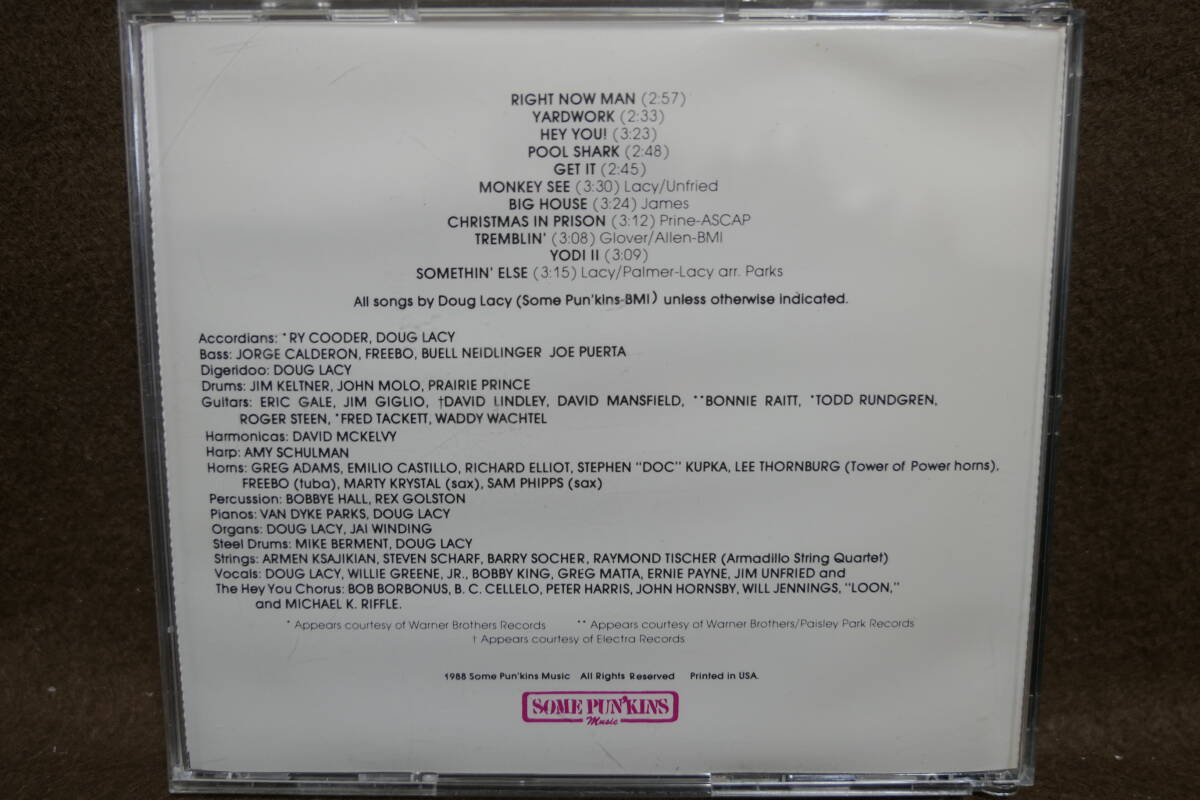 RIGHT NOW MAN (2:57)
YARDWORK (2:33)
HEY YOU! (3:23)
POOL SHARK (2:48)
GET IT (2:45)
MONKEY SEE (3:30) Lacy/Unfried
BIG HOUSE (3:24) James
CHRISTMAS IN PRISON (3:12) Prine-ASCAP
TREMBLIN' (3:08) Glover/Allen-BMI
YODI II (3:09)
SOMETHIN' ELSE (3:15) Lacy/Palmer-Lacy arr. Parks
All songs by Doug Lacy (Some Pun'kins-BMI) unless otherwise indicated.
Accordians: *RY COODER, DOUG LACY
Bass: JORGE CALDERON, FREEBO, BUELL NEIDLINGER JOE PUERTA
Digeridoo: DOUG LACY
Drums: JIM KELTNER, JOHN MOLO, PRAIRIE PRINCE
Guitars: ERIC GALE, JIM GIGLIO, †DAVID LINDLEY, DAVID MANSFIELD, **BONNIE RAITT, *TODD RUNDGREN,
ROGER STEEN, *FRED TACKETT, WADDY WACHTEL
Harmonicas: DAVID MCKELVY
Harp: AMY SCHULMAN
Horns: GREG ADAMS, EMILIO CASTILLO, RICHARD ELLIOT, STEPHEN "DOC" KUPKA, LEE THORNBURG (Tower of Power horns),
FREEBO (tuba), MARTY KRYSTAL (sax), SAM PHIPPS (sax)
Percussion: BOBBYE HALL, REX GOLSTON
Pianos: VAN DYKE PARKS, DOUG LACY
Organs: DOUG LACY, JAI WINDING
Steel Drums: MIKE BERMENT, DOUG LACY
Strings: ARMEN KSAJIKIAN, STEVEN SCHARF, BARRY SOCHER, RAYMOND TISCHER (Armadillo String Quartet)
Vocals: DOUG LACY, WILLIE GREENE, JR., BOBBY KING, GREG MATTA, ERNIE PAYNE, JIM UNFRIED and
The Hey You Chorus: BOB BORBONUS, B. C. CELLELO, PETER HARRIS, JOHN HORNSBY, WILL JENNINGS, "LOON,"
and MICHAEL K. RIFFLE.
* Appears courtesy of Warner Brothers Records ** Appears courtesy of Warner Brothers/Paisley Park Records
† Appears courtesy of Electra Records
1988 Some Pun'kins Music All Rights Reserved Printed in USA.
SOME PUN'KINS
Music